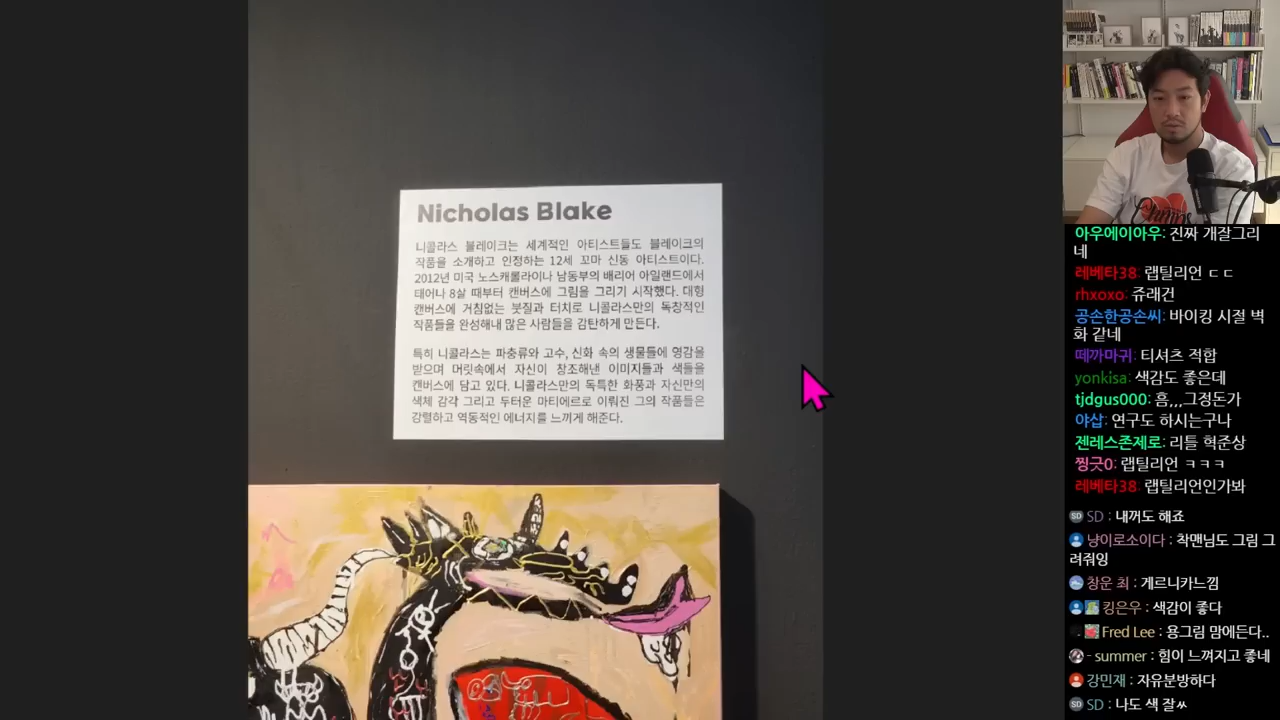 Nicholas Blake
니콜라스 블레이크는 세계적인 아티스트들도 블레이크의
작품을 소개하고 인정하는 12세 꼬마 신동 아티스트이다.
2012년 미국 노스캐롤라이나 남동부의 배리어 아일랜드에서
태어나 8살 때부터 캔버스에 그림을 그리기 시작했다. 대형
캔버스에 거침없는 붓질과 터치로 니콜라스만의 독창적인
작품들을 완성해내 많은 사람들을 감탄하게 만든다.
특히 니콜라스는 파충류와 고수, 신화 속의 생물들에 영감을
받으며 머릿속에서 자신이 창조해낸 이미지들과 색들을
캔버스에 담고 있다. 니콜라스만의 독특한 화풍과 자신만의
색체 감각 그리고 두터운 마티에르로 이뤄진 그의 작품들은
강렬하고 역동적인 에너지를 느끼게 해준다.
아우에이아우: 진짜 개잘그리
네
레베타38: 랩틸리언 ㄷㄷ
rhxoxo: 쥬래건
공손한공손씨: 바이킹 시절 벽
화 같네
떼까마귀: 티셔츠 적합
yonkisa: 색감도 좋은데
tjdgus000: 흠,,,그정돈가
야삽: 연구도 하시는구나
젠레스존제로: 리틀 혁준상
찡긋0: 랩틸리언 ㅋㅋㅋ
레베타38: 랩틸리언인가봐
SD : 내꺼도 해죠
냥이로소이다 : 착맨님도 그림 그
려줘잉
창운 최 : 게르니카느낌
킹은우 : 색감이 좋다
Fred Lee : 용그림 맘에든다..
- summer : 힘이 느껴지고 좋네
강민재 : 자유분방하다
SD : 나도 색 잘ㅆ